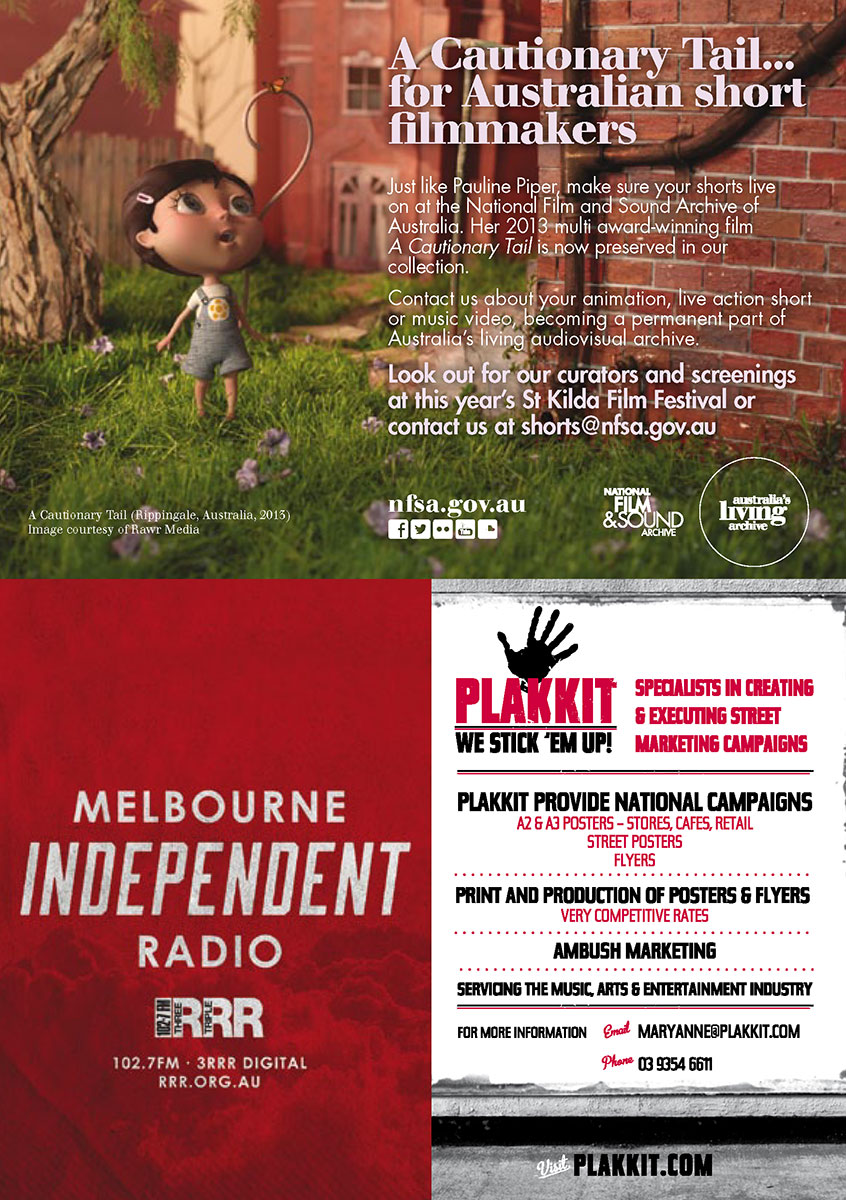 A Cautionary Tail...
for Australian short
filmmakers
Just like Pauline Piper, make sure your shorts live
on at the National Film and Sound Archive of
Australia. Her 2013 multi award-winning film
A Cautionary Tail is now preserved in our
collection.
Contact us about your animation, live action short
or music video, becoming a permanent part of
Australia's living audiovisual archive.
Look out for our curators and screenings
at this year's St Kilda Film Festival or
contact us at shorts@nfsa.gov.au
A Cautionary Tail (Rippingale, Australia, 2013)
Image courtesy of Rawr Media
nfsa.gov.au
NATIONAL
FILM
&SOUND
ARCHIVE
australia's
living
archive
MELBOURNE
INDEPENDENT
RADIO
102·7 FM
THREE
TRIPLE
RRR
102.7FM · 3RRR DIGITAL
RRR.ORG.AU
PLAKKIT
WE STICK 'EM UP!
SPECIALISTS IN CREATING
& EXECUTING STREET
MARKETING CAMPAIGNS
PLAKKIT PROVIDE NATIONAL CAMPAIGNS
A2 & A3 POSTERS – STORES, CAFES, RETAIL
STREET POSTERS
FLYERS
PRINT AND PRODUCTION OF POSTERS & FLYERS
VERY COMPETITIVE RATES
AMBUSH MARKETING
SERVICING THE MUSIC, ARTS & ENTERTAINMENT INDUSTRY
FOR MORE INFORMATION Email MARYANNE@PLAKKIT.COM
Phone 03 9354 6611
Visit PLAKKIT.COM